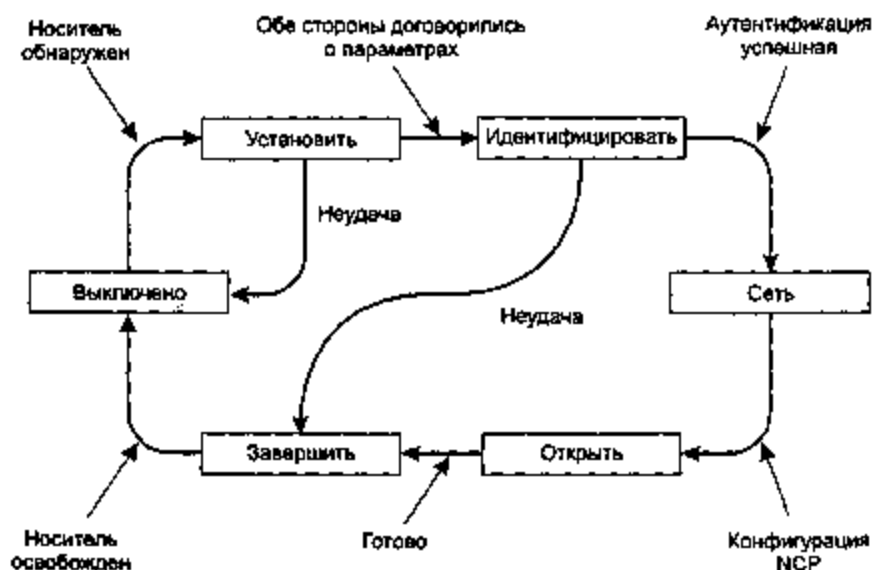 Носитель
обнаружен
Обе стороны договорились
о параметрах
Аутентификация
успешная
Установить
Идентифицировать
Неудача
Выключено
Сеть
Неудача
Завершить
Открыть
Носитель
освобожден
Готово
Конфигурация
NCP